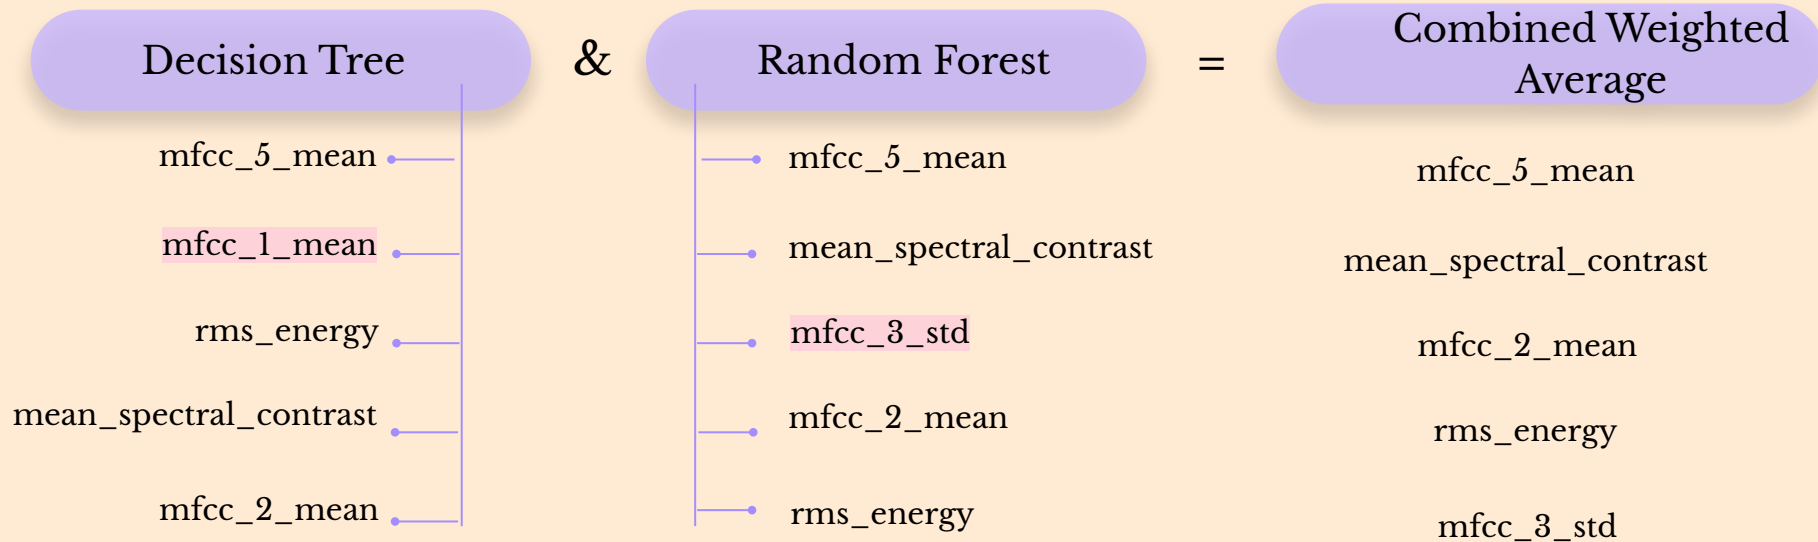 Decision Tree
&
Random Forest
=
Combined Weighted
Average
mfcc_5_mean
mfcc_1_mean
rms_energy
mean_spectral_contrast
mfcc_2_mean
mfcc_5_mean
mean_spectral_contrast
mfcc_3_std
mfcc_2_mean
rms_energy
mfcc_5_mean
mean_spectral_contrast
mfcc_2_mean
rms_energy
mfcc_3_std